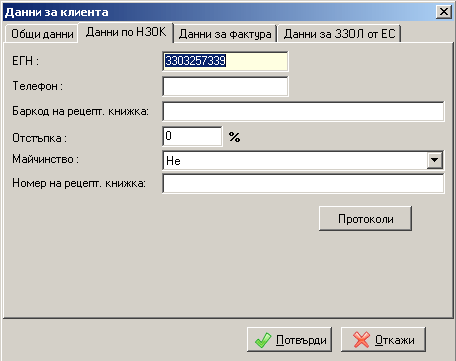 Данни за клиента
Общи данни Данни по НЗОК Данни за фактура Данни за ЗЗОЛ от ЕС
ЕГН : 3303257339
Телефон :
Баркод на рецепт. книжка:
Отстъпка : 0 %
Майчинство : Не
Номер на рецепт. книжка:
Протоколи
Потвърди Откажи